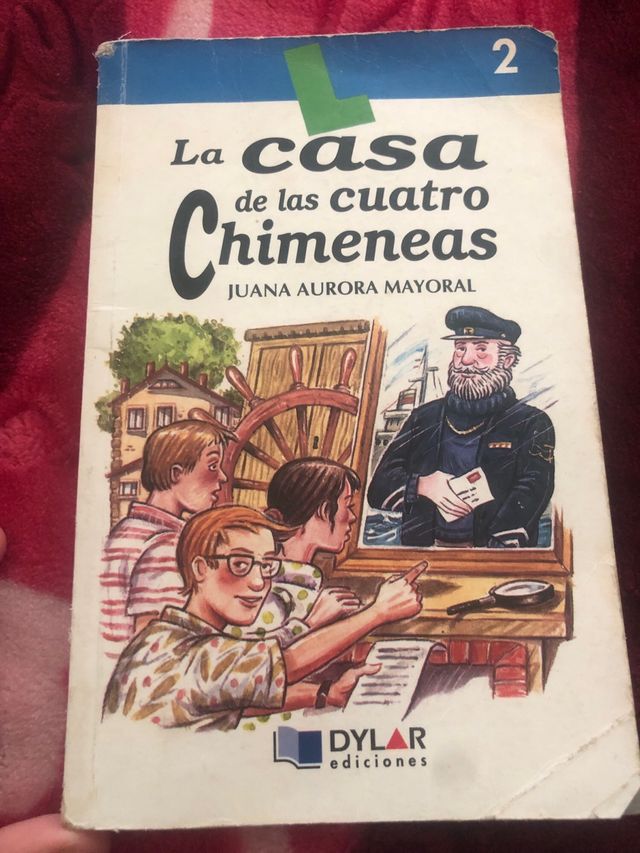 2
La casa
de las cuatro
Chimeneas
JUANA AURORA MAYORAL
DYLAR
ediciones